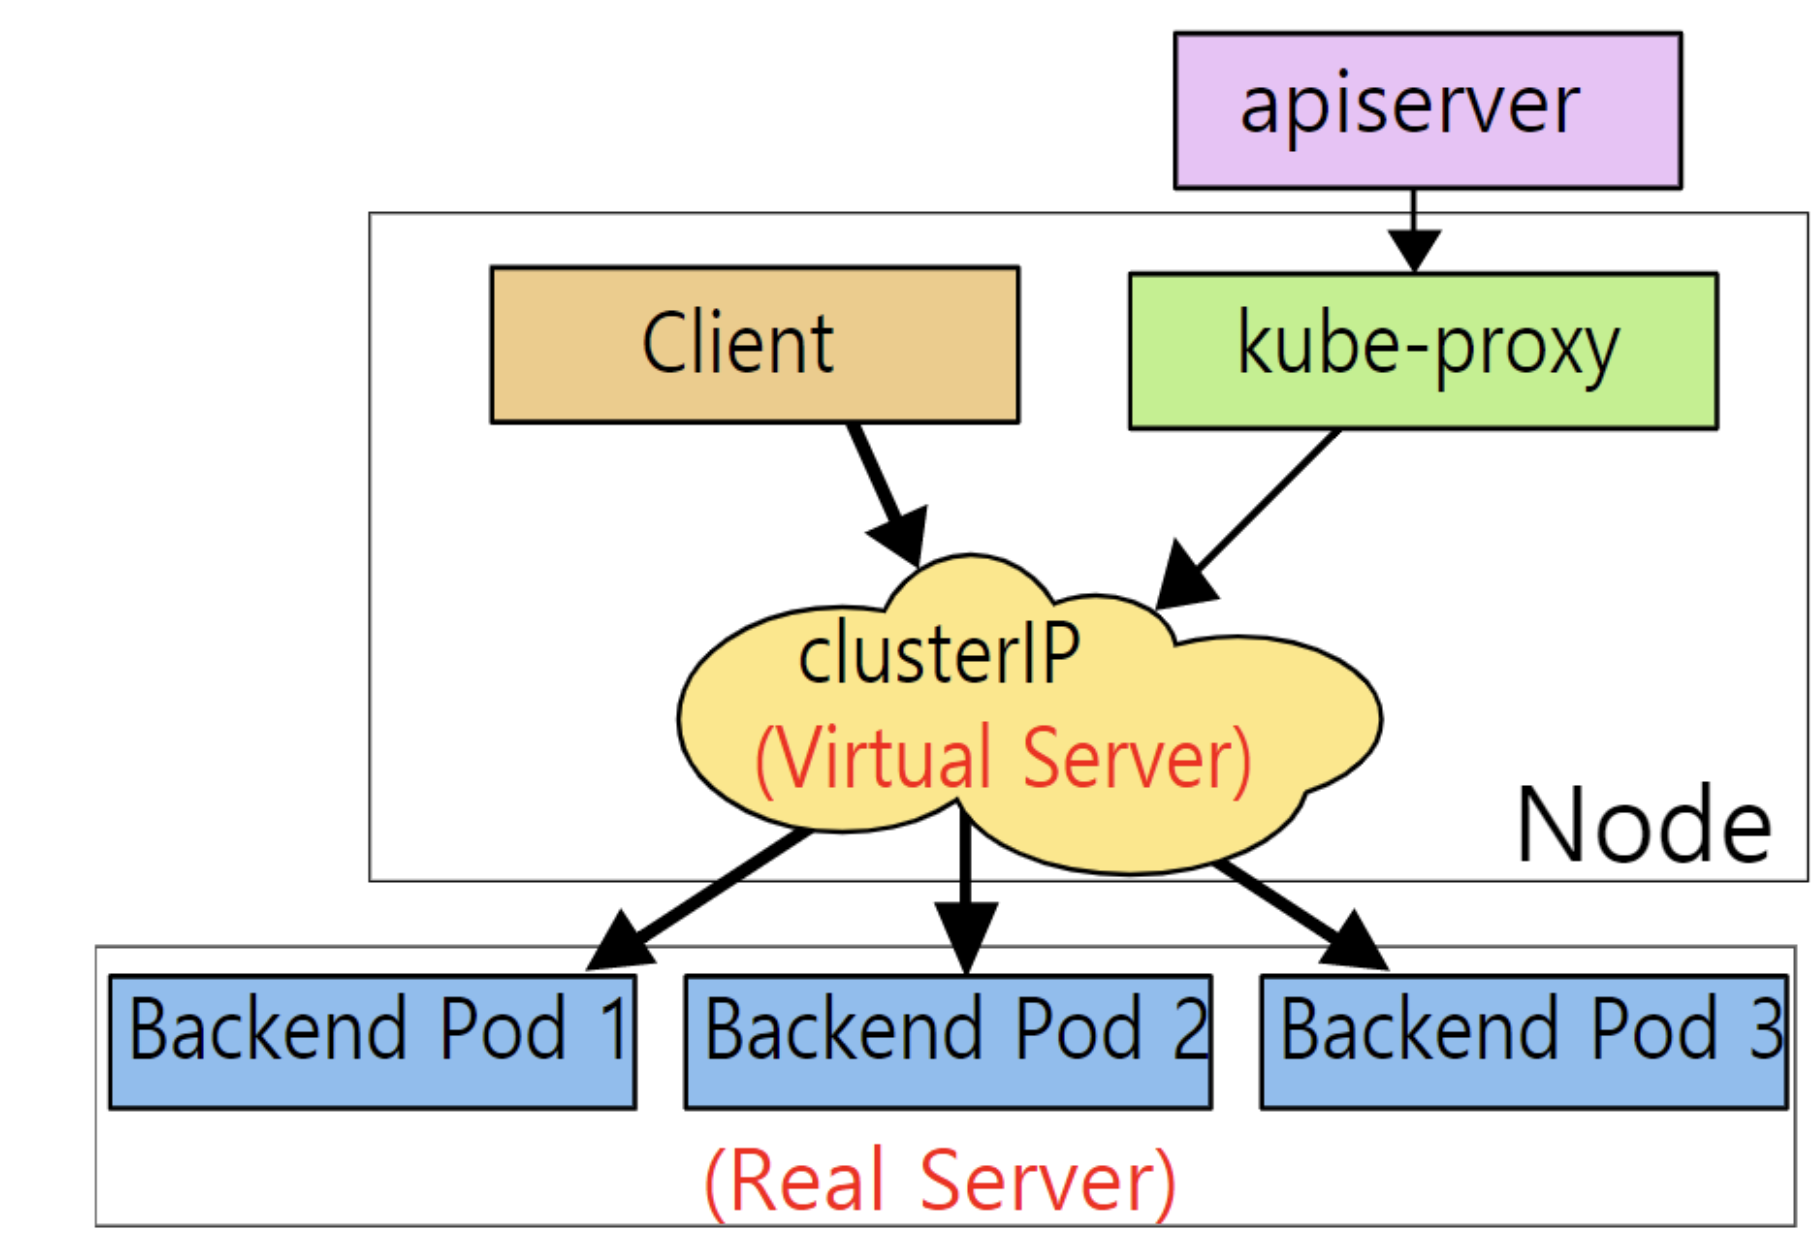 apiserver
Client
kube-proxy
clusterIP
(Virtual Server)
Node
Backend Pod 1
Backend Pod 2
Backend Pod 3
(Real Server)